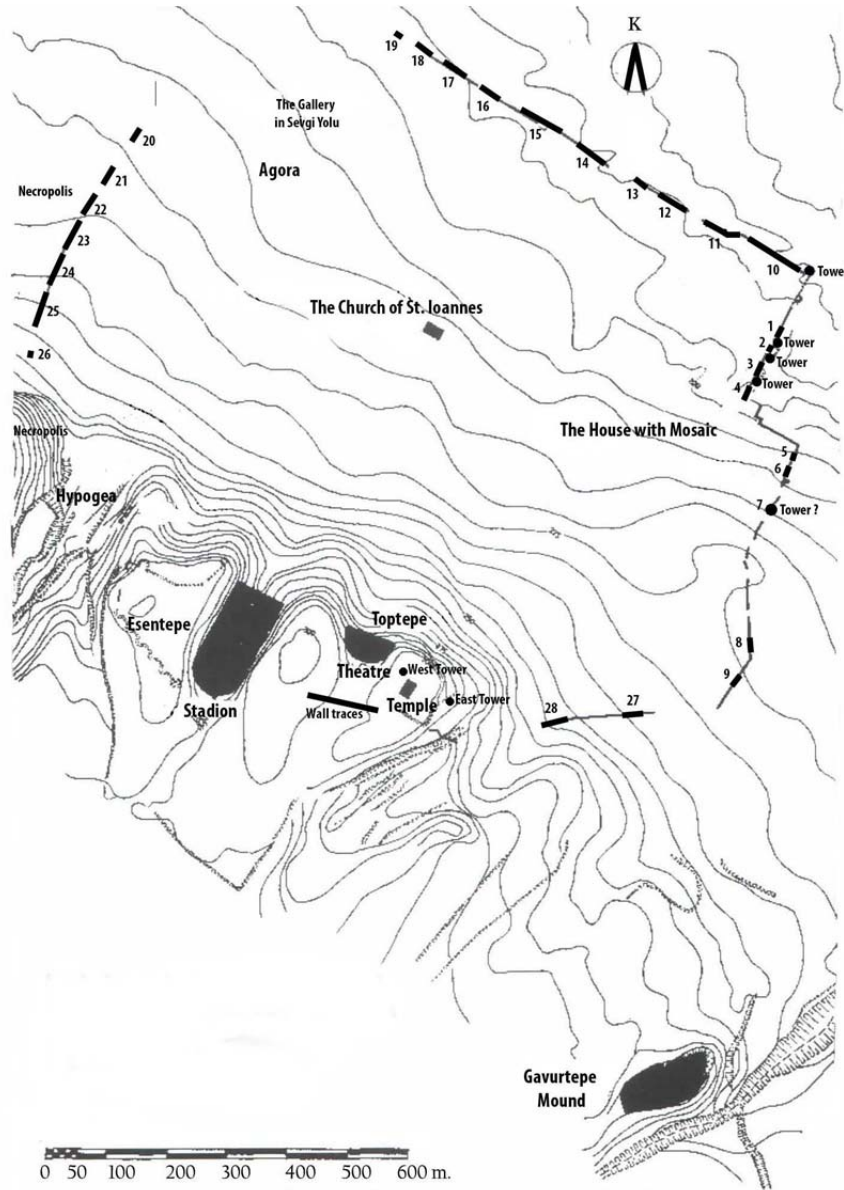 K
19
18
17
16
15
14
13
12
11
10
Towe
The Gallery
in Sevgi Yolu
Agora
20
21
Necropolis
22
23
24
25
26
The Church of St. Ioannes
1
2
Tower
Tower
3
Tower
4
The House with Mosaic
5
6
7
Tower ?
Necropolis
Hypogea
Esentepe
Toptepe
Theatre
West Tower
Stadion
Wall traces
Temple
East Tower
8
9
28
27
Gavurtepe
Mound
0 50 100 200 300 400 600 m.